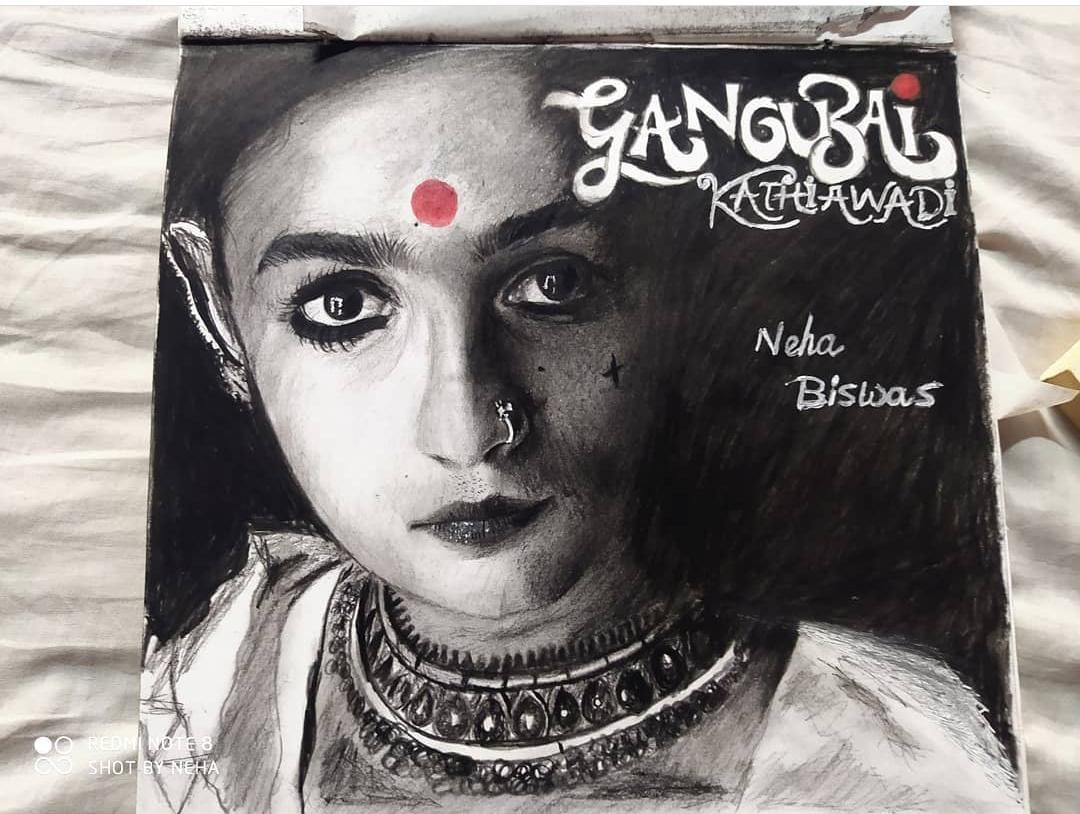 GANGUBAi
KATHiAWADi
Neha
Biswas
REDMI NOTE 8
SHOT BY NEHA